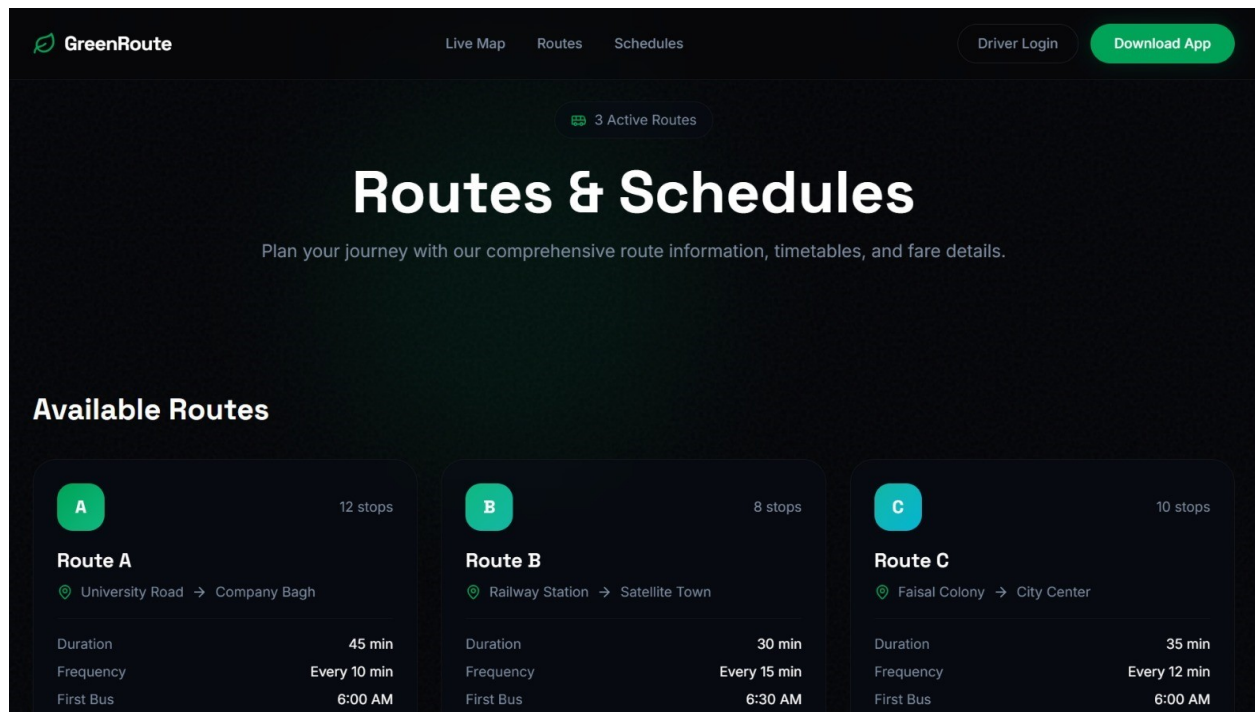 GreenRoute
Live Map
Routes
Schedules
Driver Login
Download App
3 Active Routes
Routes & Schedules
Plan your journey with our comprehensive route information, timetables, and fare details.
Available Routes
A
12 stops
Route A
University Road → Company Bagh
Duration 45 min
Frequency Every 10 min
First Bus 6:00 AM
B
8 stops
Route B
Railway Station → Satellite Town
Duration 30 min
Frequency Every 15 min
First Bus 6:30 AM
C
10 stops
Route C
Faisal Colony → City Center
Duration 35 min
Frequency Every 12 min
First Bus 6:00 AM